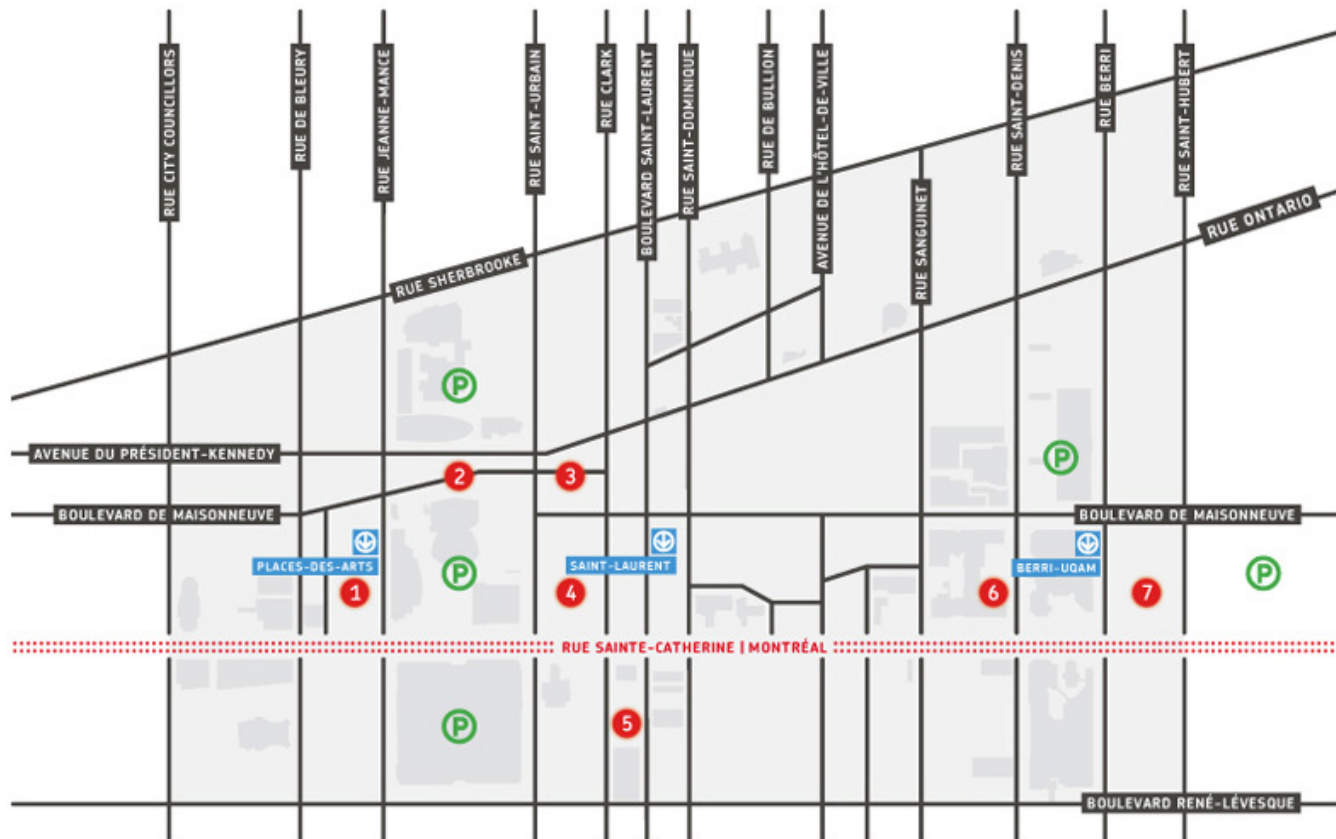 RUE CITY COUNCILLORS
RUE DE BLEURY
RUE JEANNE-MANCE
RUE SAINT-URBAIN
RUE CLARK
BOULEVARD SAINT-LAURENT
RUE SAINT-DOMINIQUE
RUE DE BULLION
AVENUE DE L'HÔTEL-DE-VILLE
RUE SANGUINET
RUE SAINT-DENIS
RUE BERRI
RUE SAINT-HUBERT
RUE SHERBROOKE
RUE ONTARIO
P
AVENUE DU PRÉSIDENT-KENNEDY
P
2
3
BOULEVARD DE MAISONNEUVE
BOULEVARD DE MAISONNEUVE
PLACES-DES-ARTS
SAINT-LAURENT
BERRI-UQAM
P
P
1
4
6
7
RUE SAINTE-CATHERINE | MONTRÉAL
P
5
BOULEVARD RENÉ-LÉVESQUE